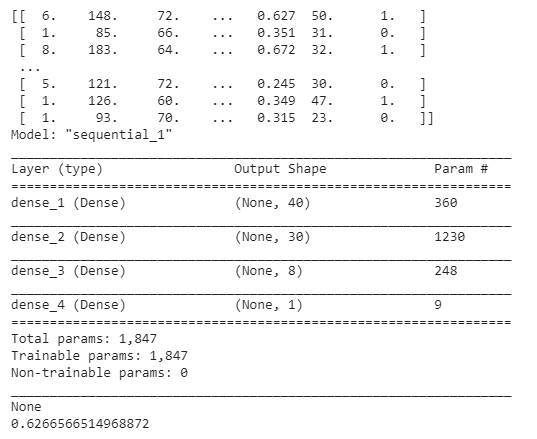 [[  6.    148.     72.    ...   0.627  50.      1.   ]
 [  1.     85.     66.    ...   0.351  31.      0.   ]
 [  8.    183.     64.    ...   0.672  32.      1.   ]
 ...
 [  5.    121.     72.    ...   0.245  30.      0.   ]
 [  1.    126.     60.    ...   0.349  47.      1.   ]
 [  1.     93.     70.    ...   0.315  23.      0.   ]]
Model: "sequential_1"
_________________________________________________________________
Layer (type)                 Output Shape              Param #
=================================================================
dense_1 (Dense)              (None, 40)                360
_________________________________________________________________
dense_2 (Dense)              (None, 30)                1230
_________________________________________________________________
dense_3 (Dense)              (None, 8)                 248
_________________________________________________________________
dense_4 (Dense)              (None, 1)                 9
=================================================================
Total params: 1,847
Trainable params: 1,847
Non-trainable params: 0
_________________________________________________________________
None
0.6266566514968872